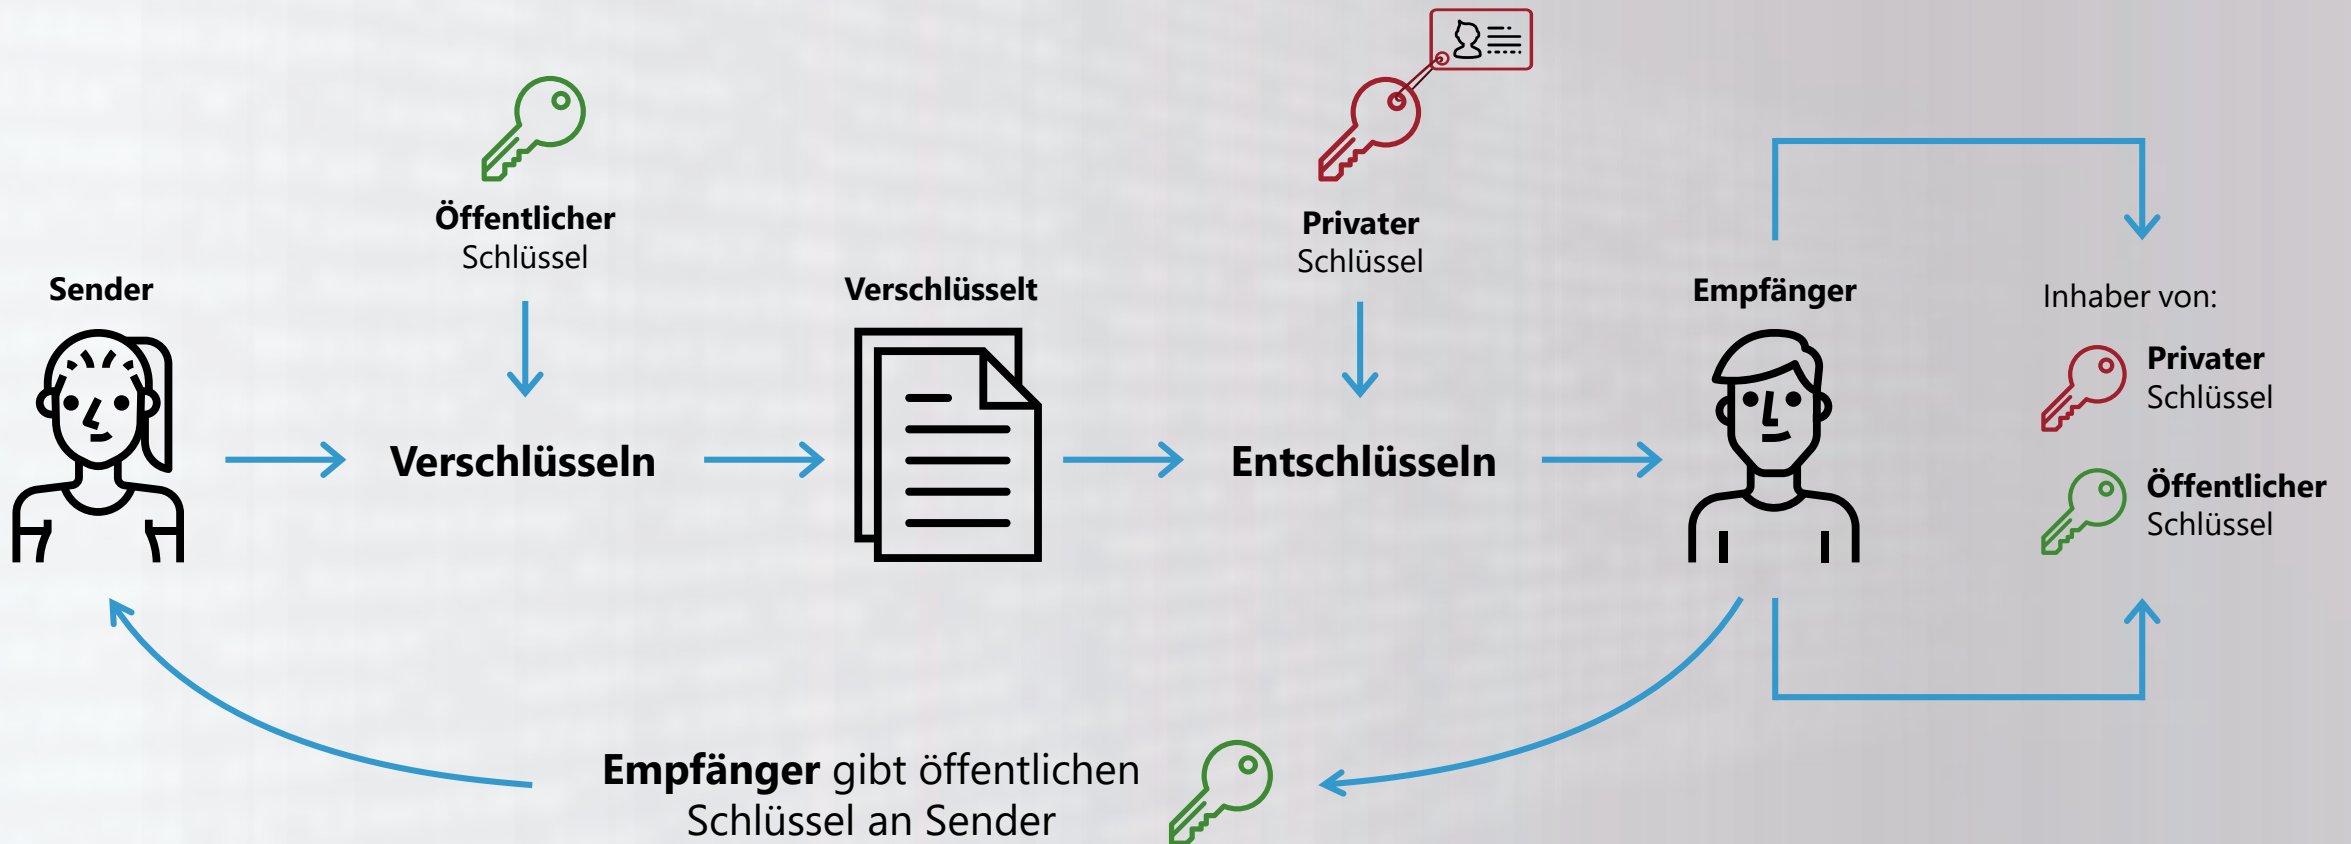 Öffentlicher
Schlüssel
Privater
Schlüssel
Sender
Verschlüsselt
Empfänger
Inhaber von:
Privater
Schlüssel
Verschlüsseln
Entschlüsseln
Öffentlicher
Schlüssel
Empfänger gibt öffentlichen
Schlüssel an Sender